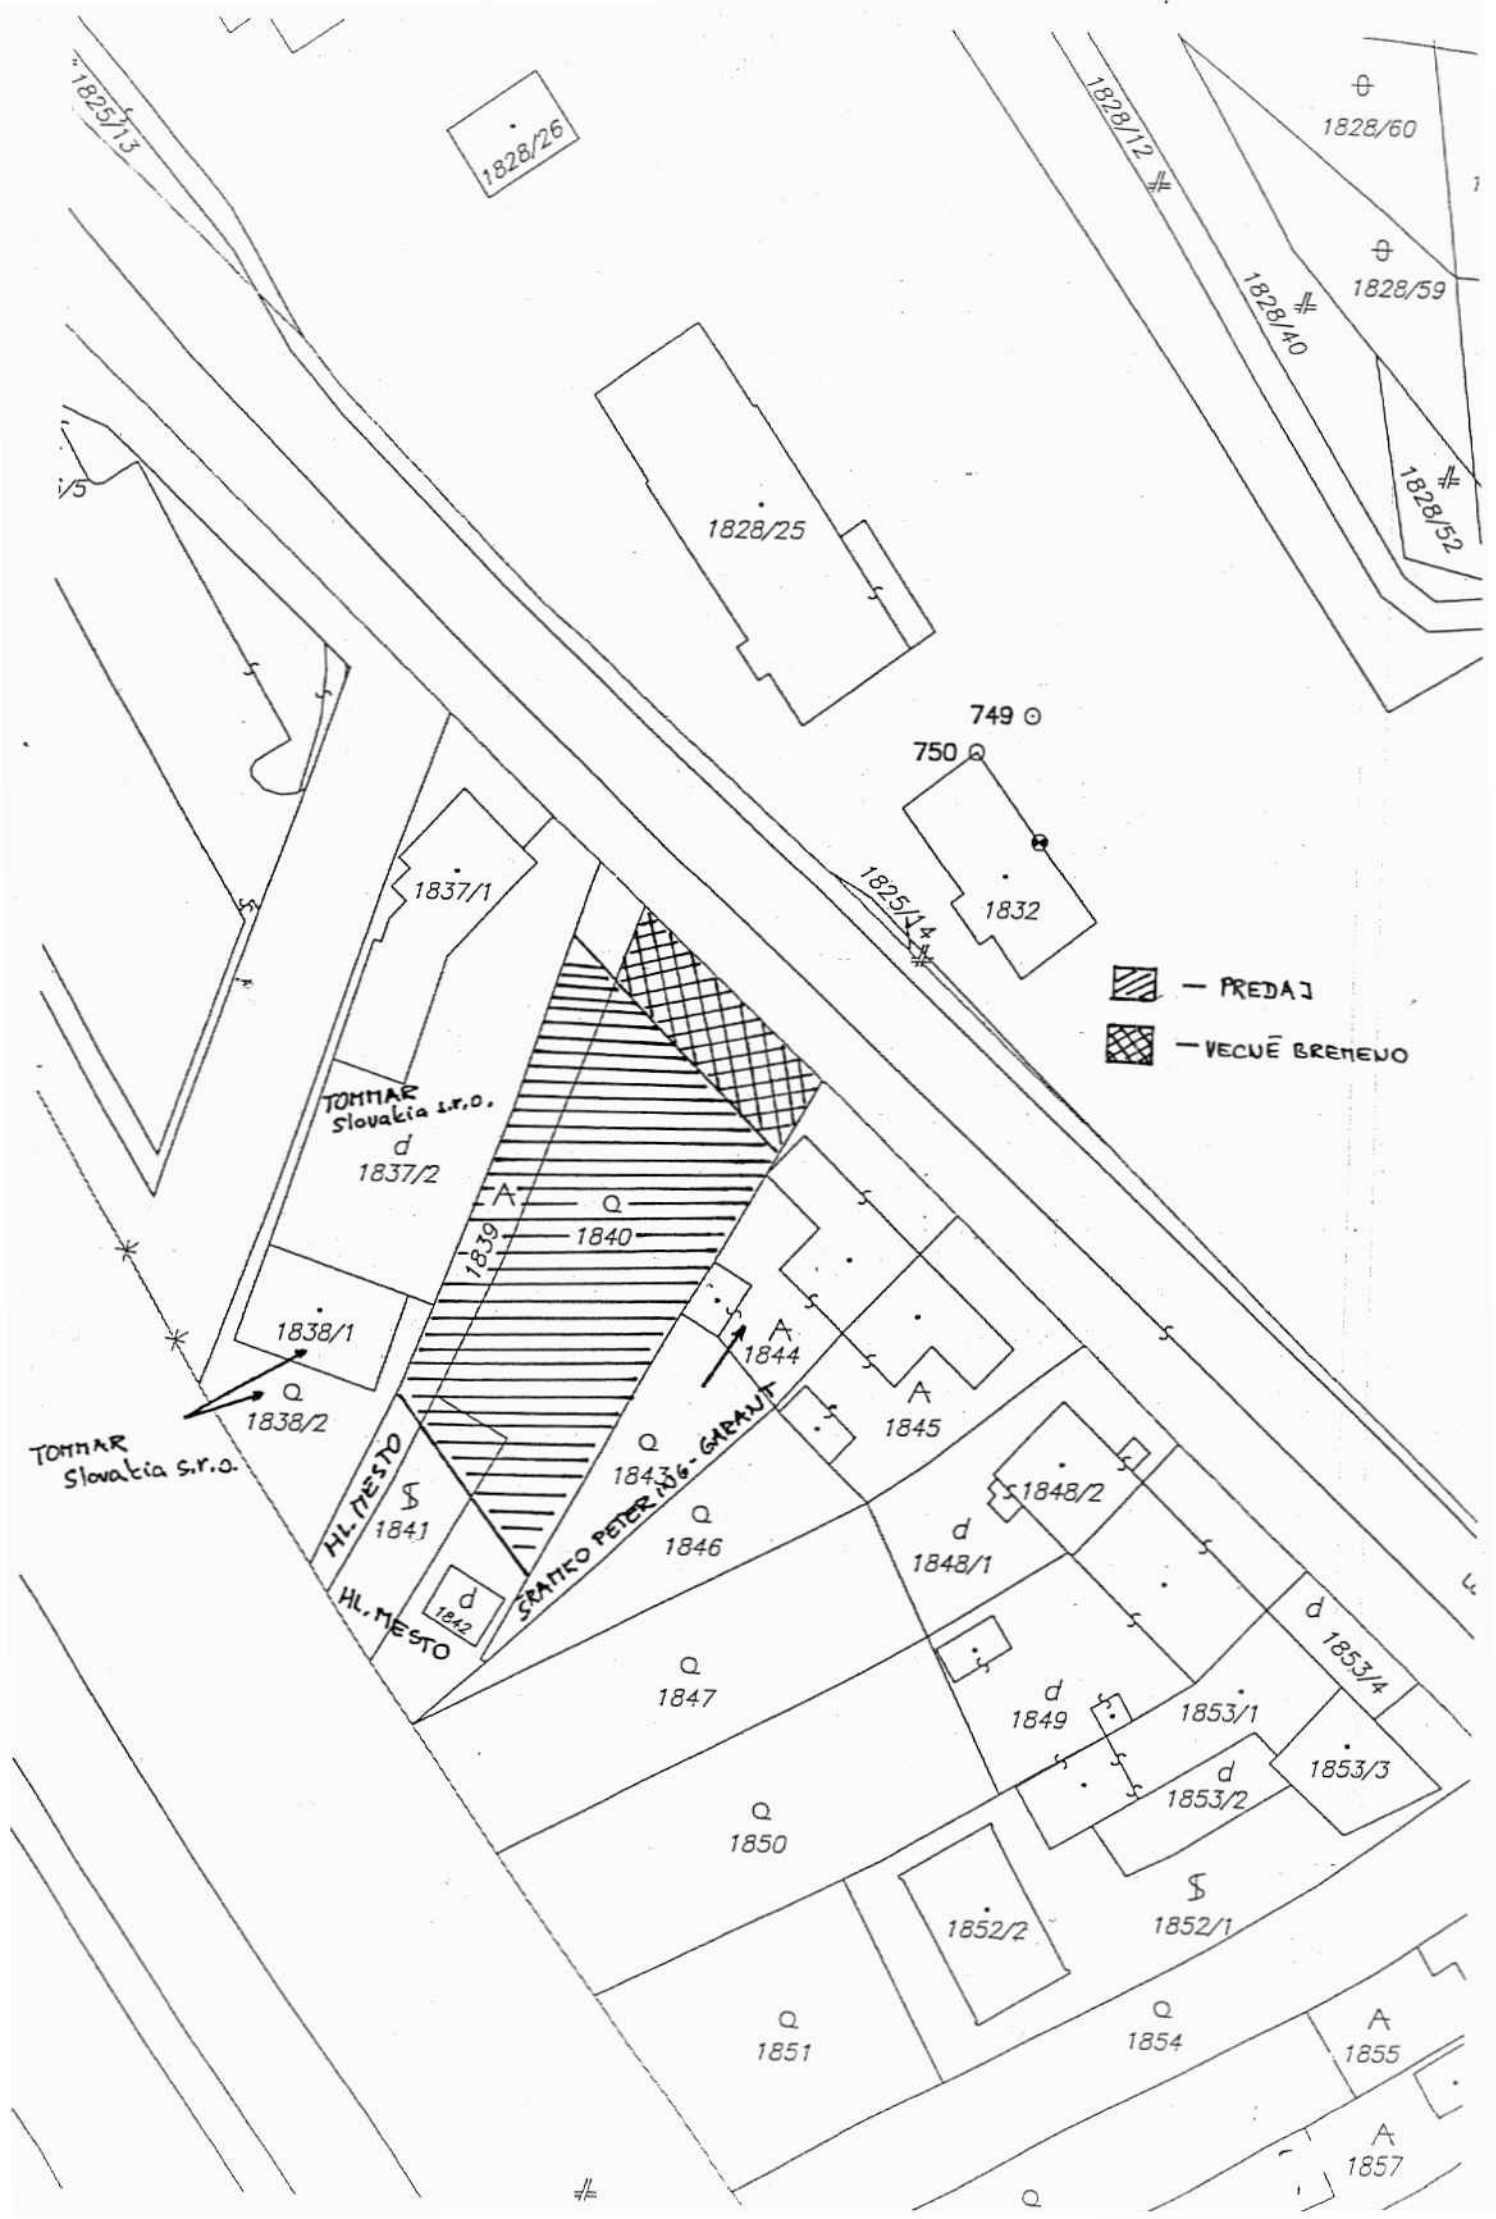 1825/13
1828/26
1828/12
1828/60
1828/59
1828/40
1828/52
1828/25
749
750
1837/1
1825/14
1832
— PREDAJ
— VECNÉ BREMENO
TOMMAR
Slovakia s.r.o.
d
1837/2
A
1839
Q
1840
1838/1
Q
1838/2
TOMMAR
Slovakia s.r.o.
A
1844
A
1845
HL. MESTO
1841
Q
1843
ŠRAMKO PETER ING-GARANT
Q
1846
1848/2
d
1848/1
HL. MESTO
d
1842
d
1853/4
Q
1847
d
1849
1853/1
1853/3
d
1853/2
Q
1850
1852/2
1852/1
Q
1851
Q
1854
A
1855
A
1857
Q